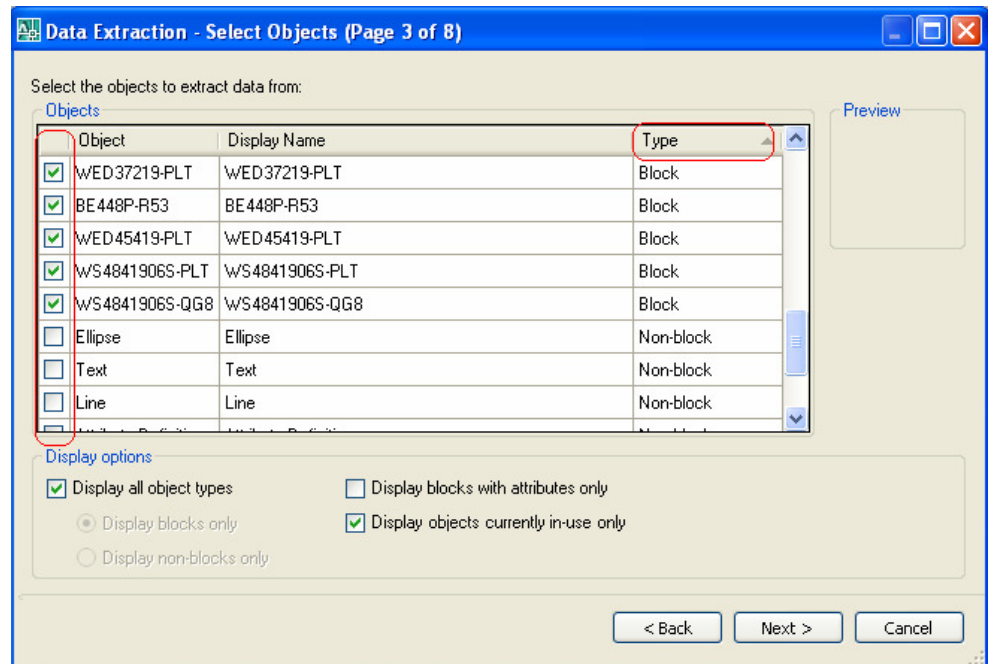 Data Extraction - Select Objects (Page 3 of 8)
Select the objects to extract data from:
Objects
Preview
Object Display Name Type
WED37219-PLT WED37219-PLT Block
BE448P-R53 BE448P-R53 Block
WED45419-PLT WED45419-PLT Block
WS4841906S-PLT WS4841906S-PLT Block
WS4841906S-QG8 WS4841906S-QG8 Block
Ellipse Ellipse Non-block
Text Text Non-block
Line Line Non-block
Display options
Display all object types Display blocks with attributes only
Display blocks only Display objects currently in-use only
Display non-blocks only
< Back Next > Cancel